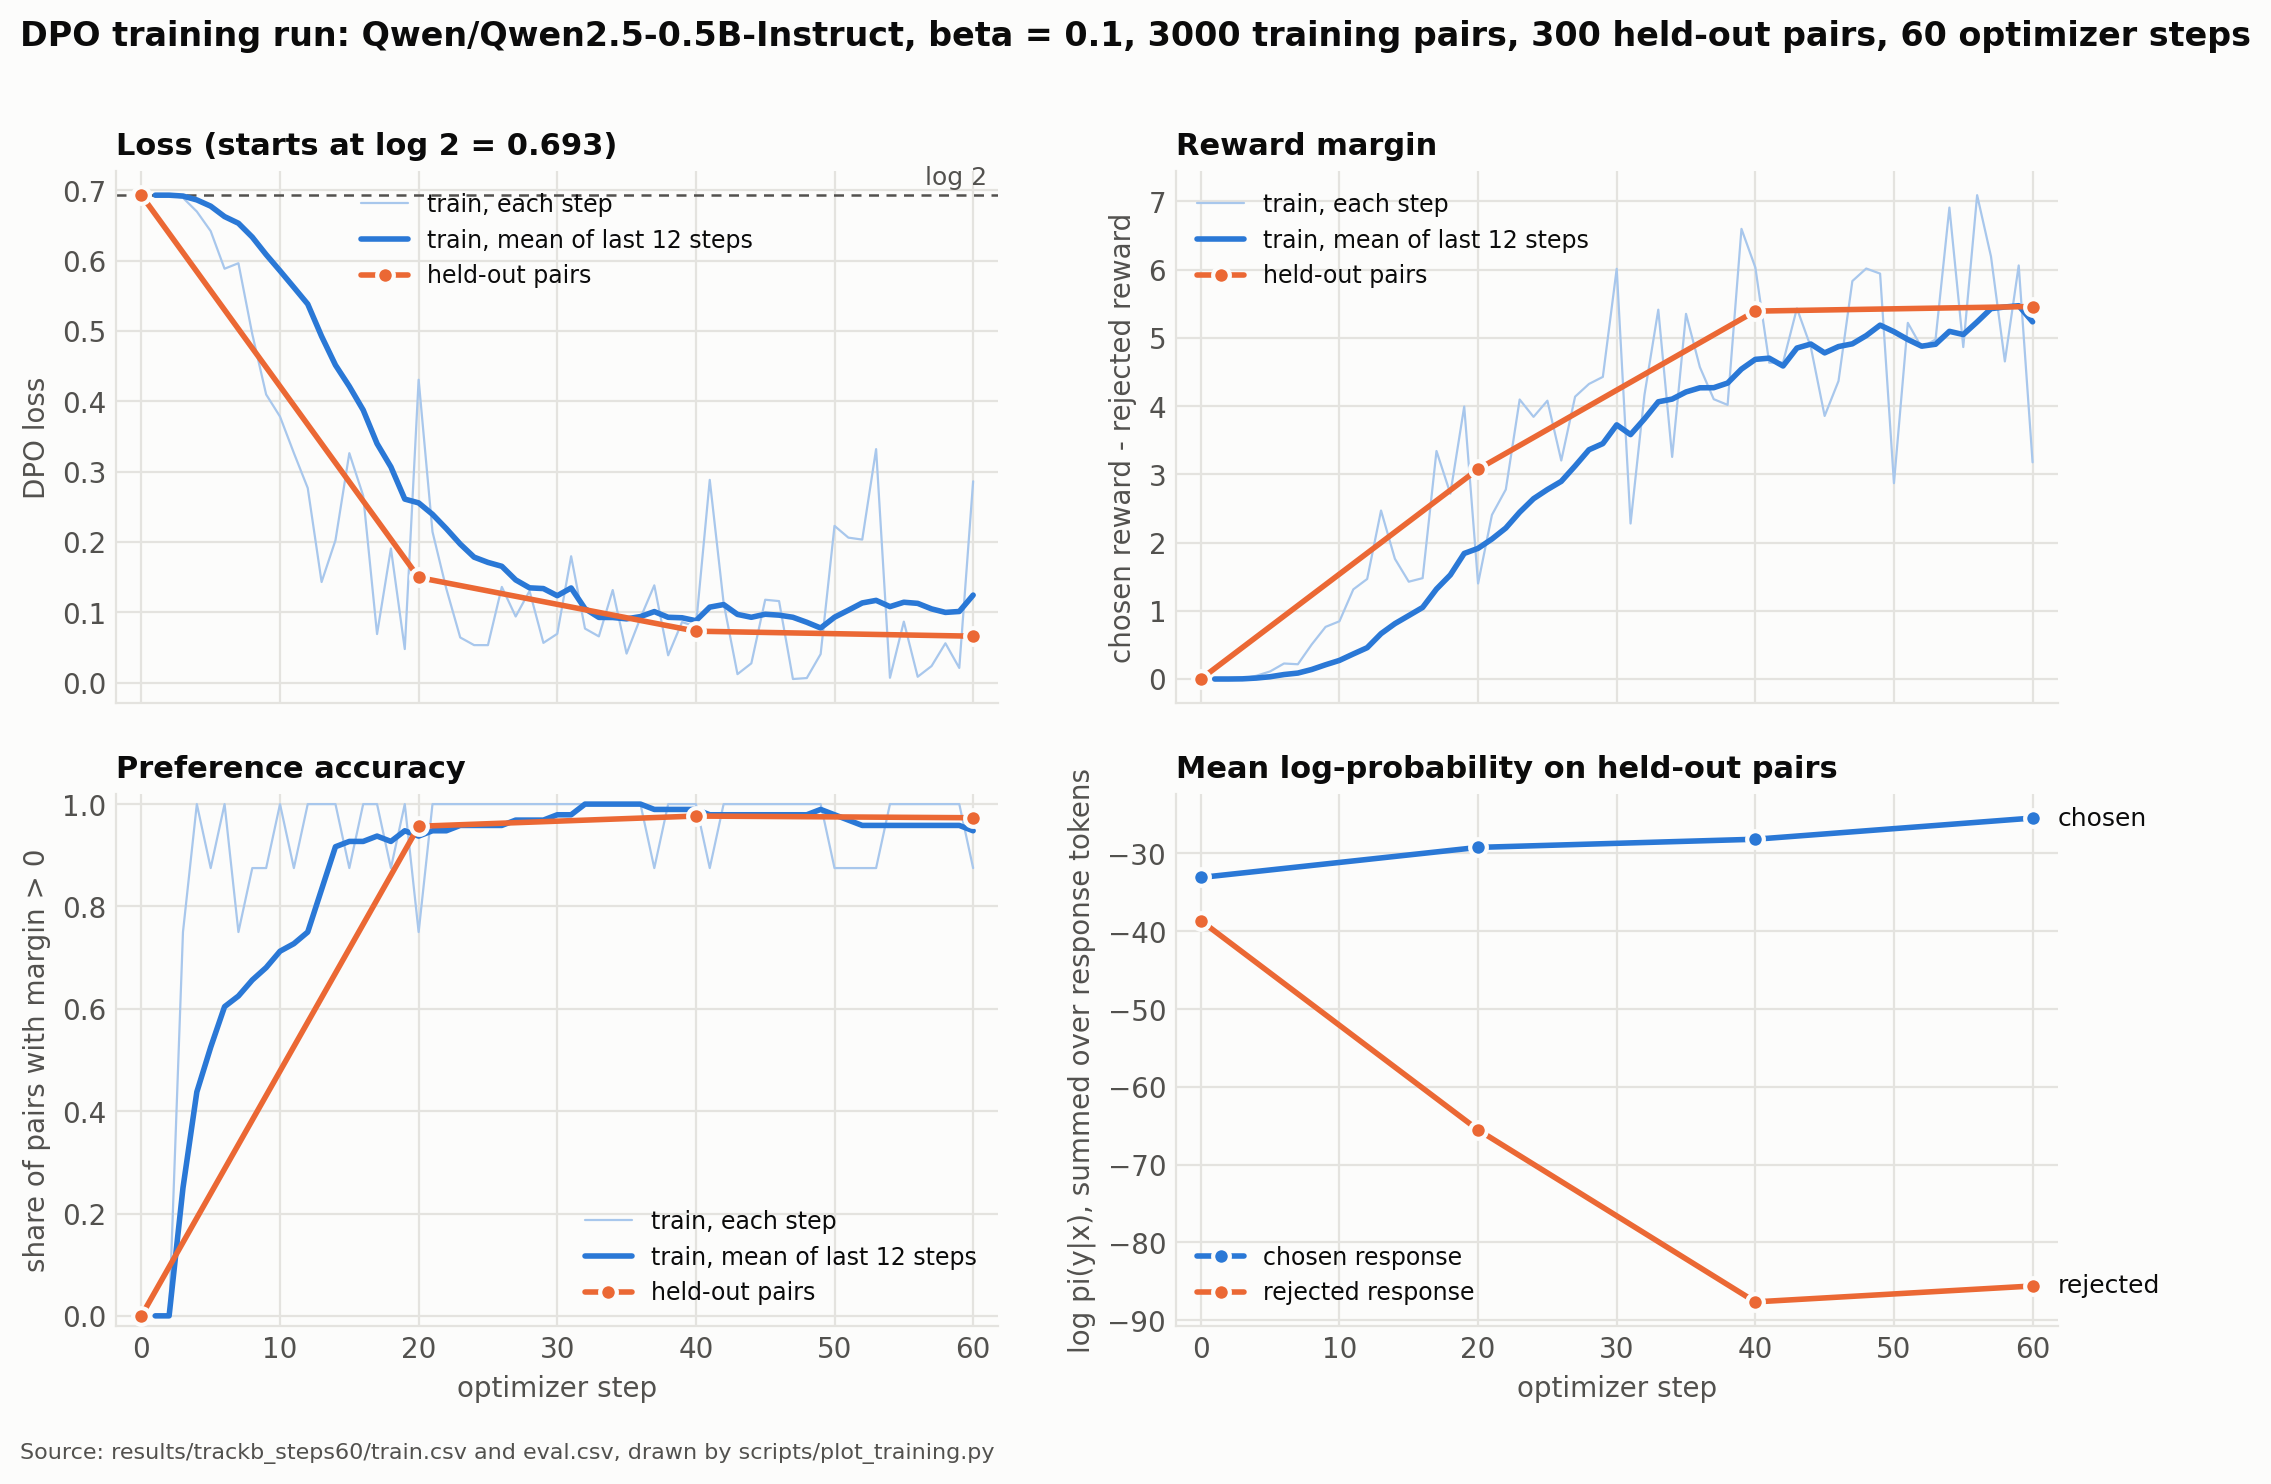 DPO training run: Qwen/Qwen2.5-0.5B-Instruct, beta = 0.1, 3000 training pairs, 300 held-out pairs, 60 optimizer steps
Loss (starts at log 2 = 0.693)
log 2
train, each step
train, mean of last 12 steps
held-out pairs
DPO loss
0.7
0.6
0.5
0.4
0.3
0.2
0.1
0.0
Reward margin
train, each step
train, mean of last 12 steps
held-out pairs
chosen reward - rejected reward
7
6
5
4
3
2
1
0
Preference accuracy
share of pairs with margin > 0
1.0
0.8
0.6
0.4
0.2
0.0
train, each step
train, mean of last 12 steps
held-out pairs
0 10 20 30 40 50 60
optimizer step
Mean log-probability on held-out pairs
log pi(y|x), summed over response tokens
−30
−40
−50
−60
−70
−80
−90
chosen
rejected
chosen response
rejected response
0 10 20 30 40 50 60
optimizer step
Source: results/trackb_steps60/train.csv and eval.csv, drawn by scripts/plot_training.py